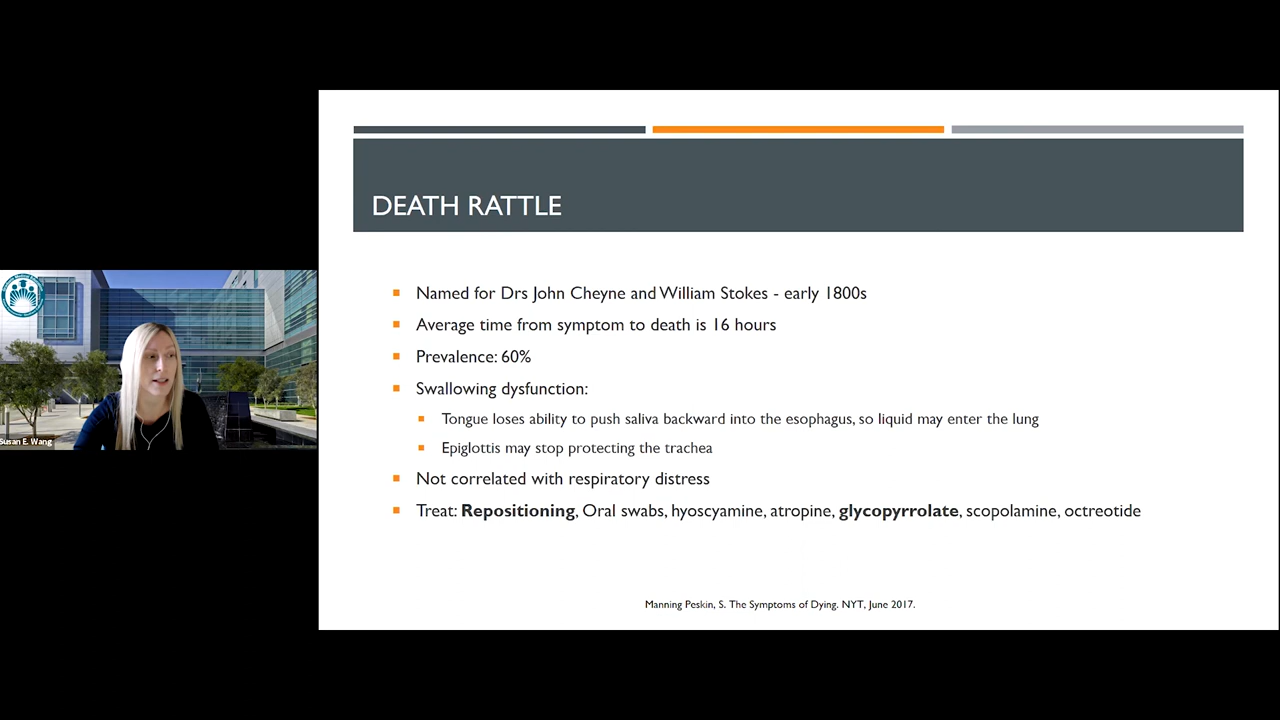 DEATH RATTLE
Named for Drs John Cheyne and William Stokes - early 1800s
Average time from symptom to death is 16 hours
Prevalence: 60%
Swallowing dysfunction:
Tongue loses ability to push saliva backward into the esophagus, so liquid may enter the lung
Epiglottis may stop protecting the trachea
Not correlated with respiratory distress
Treat: Repositioning, Oral swabs, hyoscyamine, atropine, glycopyrrolate, scopolamine, octreotide
Manning Peskin, S. The Symptoms of Dying. NYT, June 2017.
Susan E. Wang